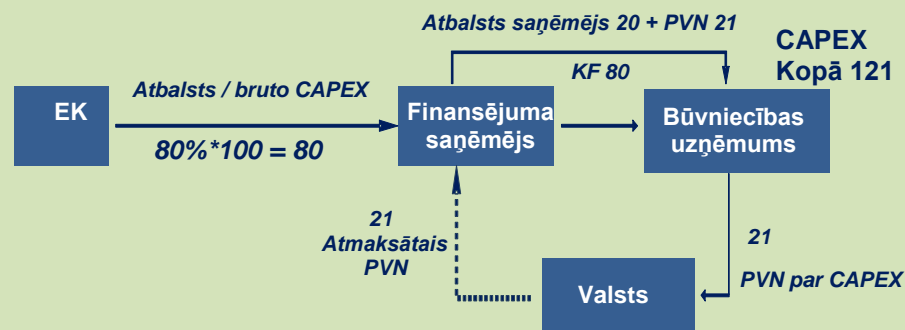 Atbalsts saņēmējs 20 + PVN 21
CAPEX
Kopā 121
KF 80
EK
Atbalsts / bruto CAPEX
80%*100 = 80
Finansējuma
saņēmējs
Būvniecības
uzņēmums
21
Atmaksātais
PVN
21
PVN par CAPEX
Valsts